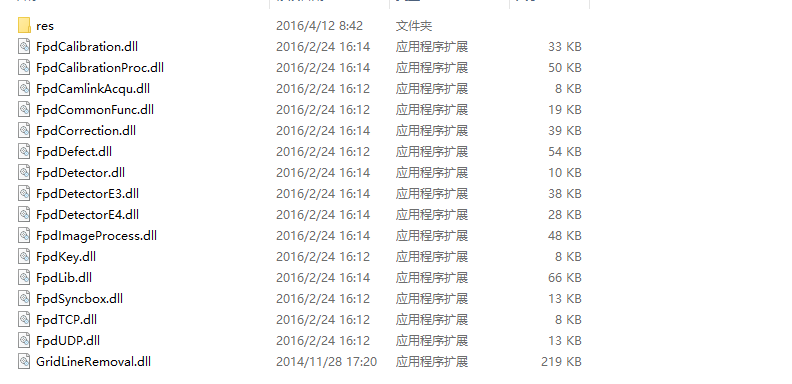 res 2016/4/12 8:42 文件夹
FpdCalibration.dll 2016/2/24 16:14 应用程序扩展 33 KB
FpdCalibrationProc.dll 2016/2/24 16:14 应用程序扩展 50 KB
FpdCamlinkAcqu.dll 2016/2/24 16:12 应用程序扩展 8 KB
FpdCommonFunc.dll 2016/2/24 16:12 应用程序扩展 19 KB
FpdCorrection.dll 2016/2/24 16:14 应用程序扩展 39 KB
FpdDefect.dll 2016/2/24 16:12 应用程序扩展 54 KB
FpdDetector.dll 2016/2/24 16:12 应用程序扩展 10 KB
FpdDetectorE3.dll 2016/2/24 16:14 应用程序扩展 38 KB
FpdDetectorE4.dll 2016/2/24 16:14 应用程序扩展 28 KB
FpdImageProcess.dll 2016/2/24 16:14 应用程序扩展 48 KB
FpdKey.dll 2016/2/24 16:12 应用程序扩展 8 KB
FpdLib.dll 2016/2/24 16:14 应用程序扩展 66 KB
FpdSyncbox.dll 2016/2/24 16:12 应用程序扩展 13 KB
FpdTCP.dll 2016/2/24 16:12 应用程序扩展 8 KB
FpdUDP.dll 2016/2/24 16:12 应用程序扩展 13 KB
GridLineRemoval.dll 2014/11/28 17:20 应用程序扩展 219 KB